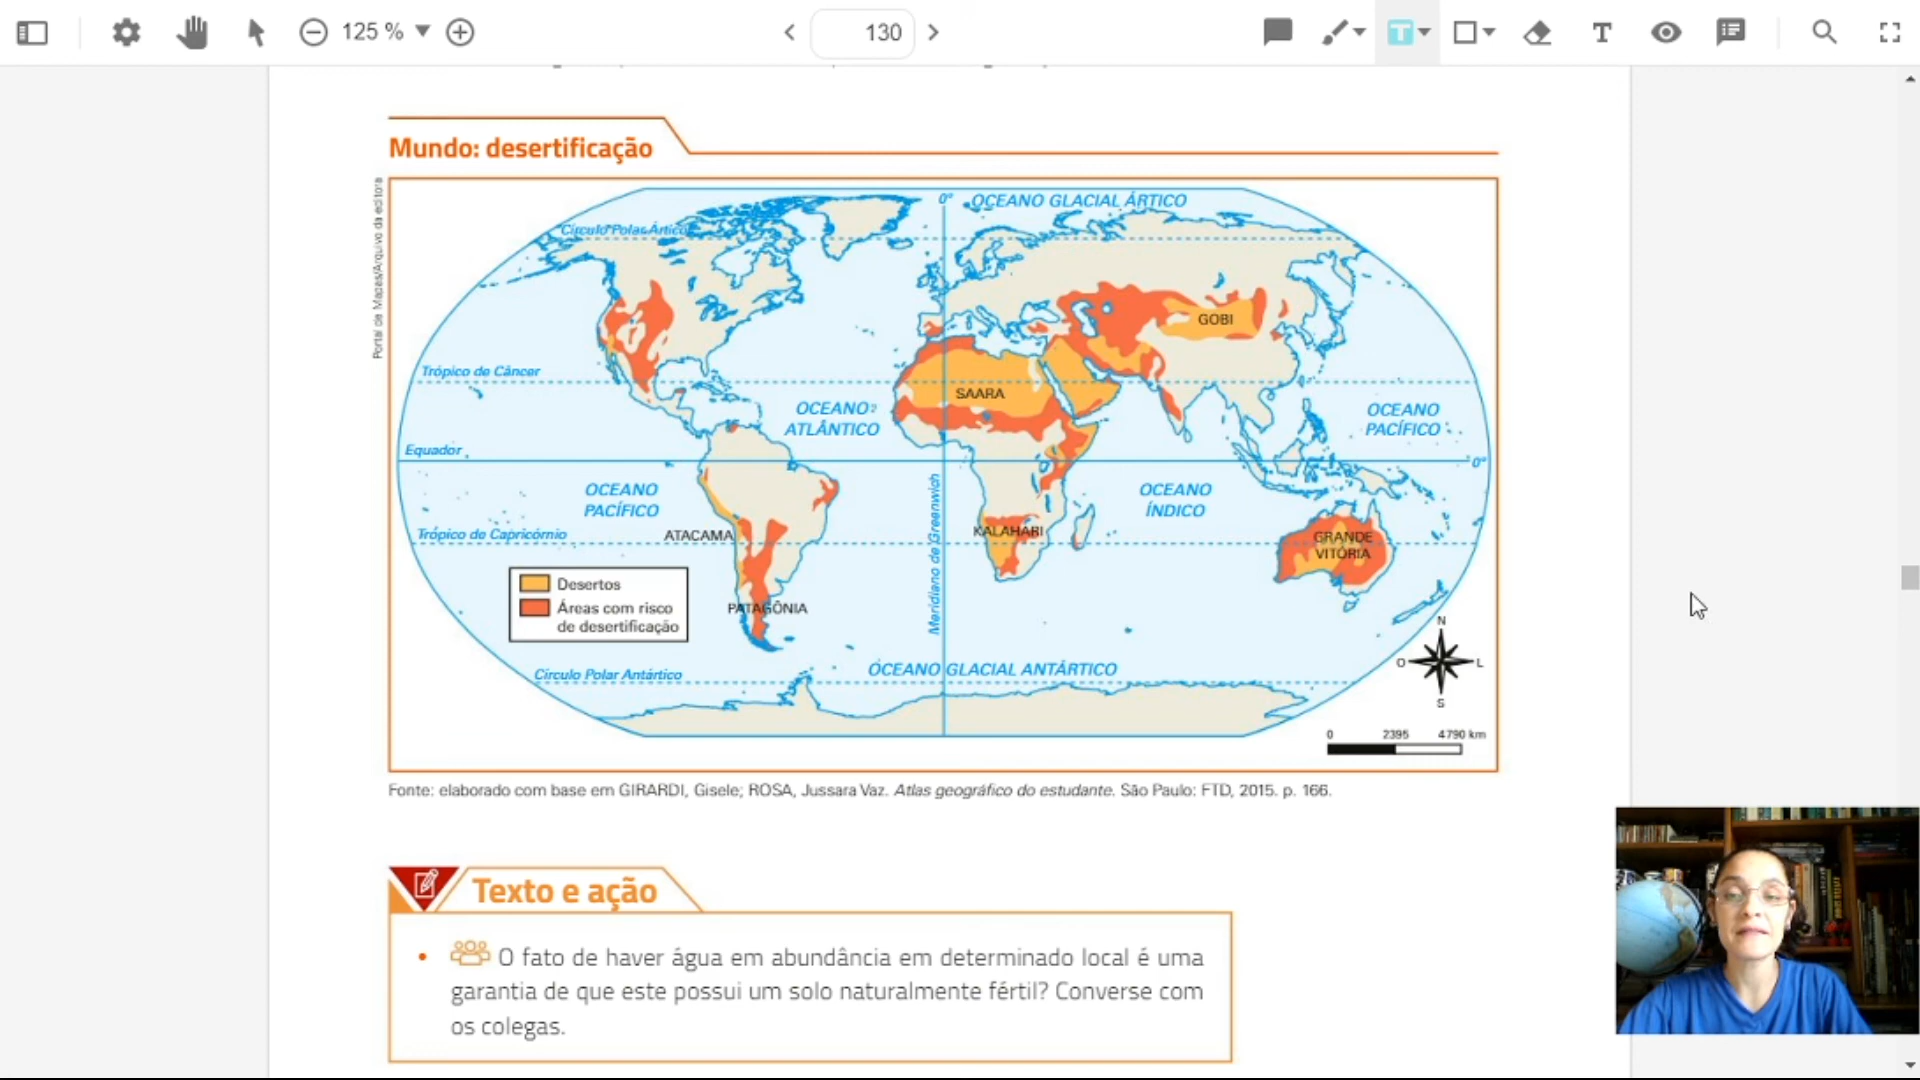 125 %
130
Mundo: desertificação
Portal de Mapas/Arquivo da editora
0°
OCEANO GLACIAL ÁRTICO
Círculo Polar Ártico
GOBI
Trópico de Câncer
SAARA
OCEANO
ATLÂNTICO
OCEANO
PACÍFICO
Equador
0°
OCEANO
PACÍFICO
Meridiano de Greenwich
OCEANO
ÍNDICO
Trópico de Capricórnio
ATACAMA
KALAHARI
GRANDE
VITÓRIA
Desertos
Áreas com risco
de desertificação
PATAGÔNIA
N
O
L
S
Círculo Polar Antártico
OCEANO GLACIAL ANTÁRTICO
0 2395 4790 km
Fonte: elaborado com base em GIRARDI, Gisele; ROSA, Jussara Vaz. Atlas geográfico do estudante. São Paulo: FTD, 2015. p. 166.
Texto e ação
• O fato de haver água em abundância em determinado local é uma
garantia de que este possui um solo naturalmente fértil? Converse com
os colegas.